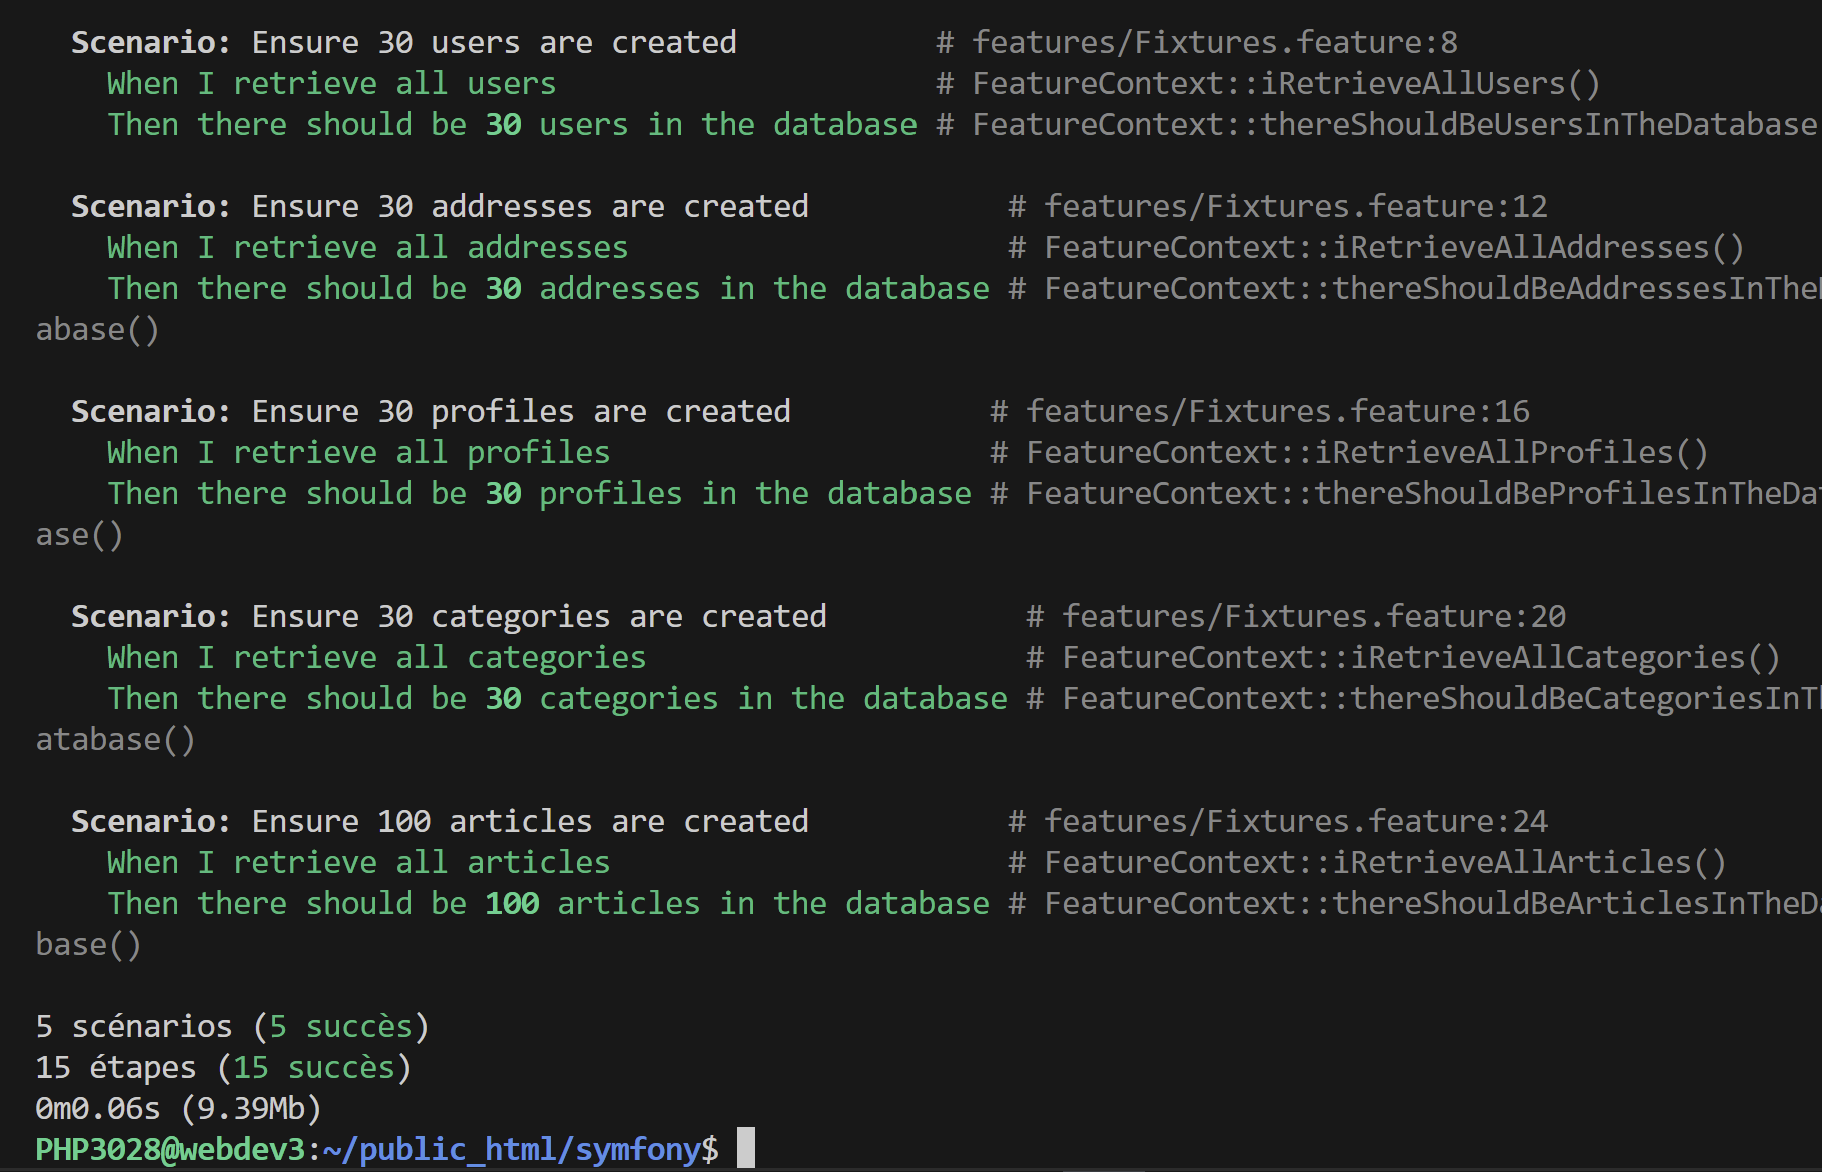 Scenario: Ensure 30 users are created # features/Fixtures.feature:8
When I retrieve all users # FeatureContext::iRetrieveAllUsers()
Then there should be 30 users in the database # FeatureContext::thereShouldBeUsersInTheDatabase
Scenario: Ensure 30 addresses are created # features/Fixtures.feature:12
When I retrieve all addresses # FeatureContext::iRetrieveAllAddresses()
Then there should be 30 addresses in the database # FeatureContext::thereShouldBeAddressesInThe
abase()
Scenario: Ensure 30 profiles are created # features/Fixtures.feature:16
When I retrieve all profiles # FeatureContext::iRetrieveAllProfiles()
Then there should be 30 profiles in the database # FeatureContext::thereShouldBeProfilesInTheDat
ase()
Scenario: Ensure 30 categories are created # features/Fixtures.feature:20
When I retrieve all categories # FeatureContext::iRetrieveAllCategories()
Then there should be 30 categories in the database # FeatureContext::thereShouldBeCategoriesInTh
atabase()
Scenario: Ensure 100 articles are created # features/Fixtures.feature:24
When I retrieve all articles # FeatureContext::iRetrieveAllArticles()
Then there should be 100 articles in the database # FeatureContext::thereShouldBeArticlesInTheDa
base()
5 scénarios (5 succès)
15 étapes (15 succès)
0m0.06s (9.39Mb)
PHP3028@webdev3:~/public_html/symfony$